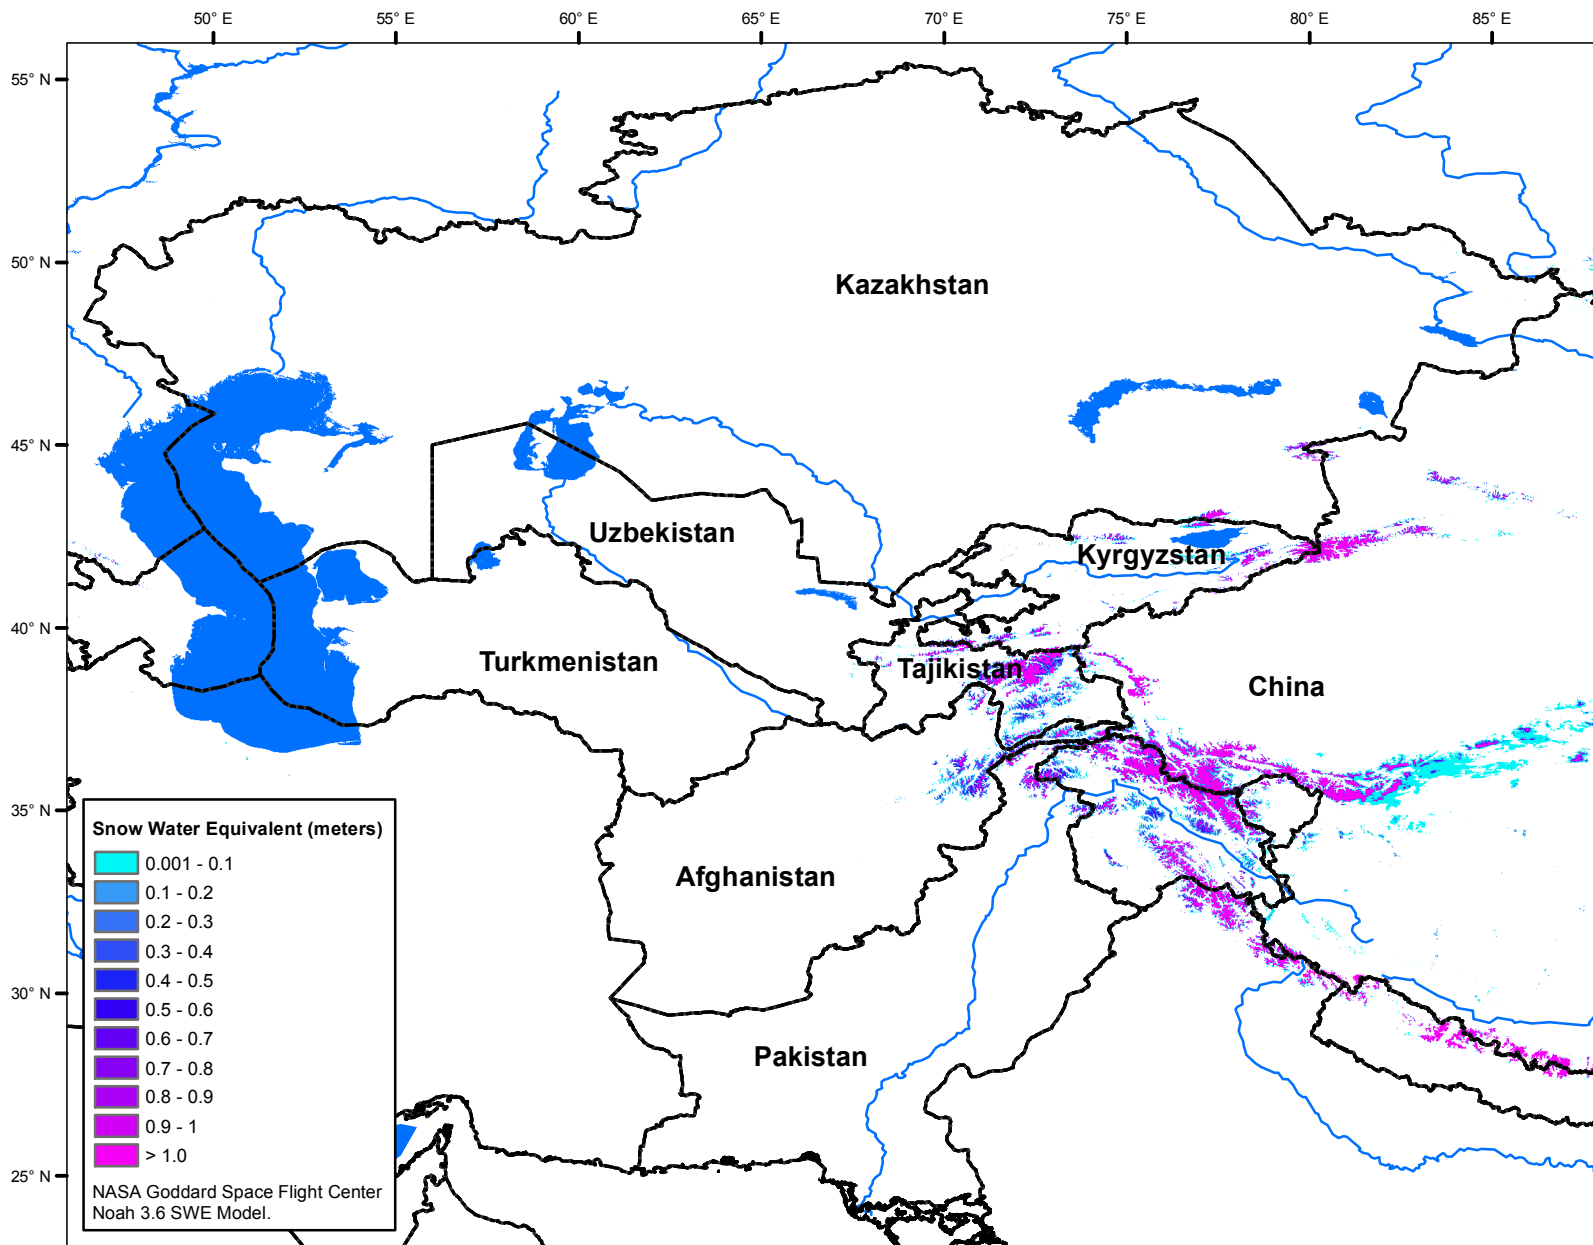 50° E 55° E 60° E 65° E 70° E 75° E 80° E 85° E
55° N
50° N
Kazakhstan
45° N
Uzbekistan
Kyrgyzstan
40° N
Turkmenistan
Tajikistan
China
35° N
Snow Water Equivalent (meters)
0.001 - 0.1
Afghanistan
0.1 - 0.2
0.2 - 0.3
0.3 - 0.4
0.4 - 0.5
30° N
0.5 - 0.6
0.6 - 0.7
Pakistan
0.7 - 0.8
0.8 - 0.9
0.9 - 1
> 1.0
25° N
NASA Goddard Space Flight Center
Noah 3.6 SWE Model.